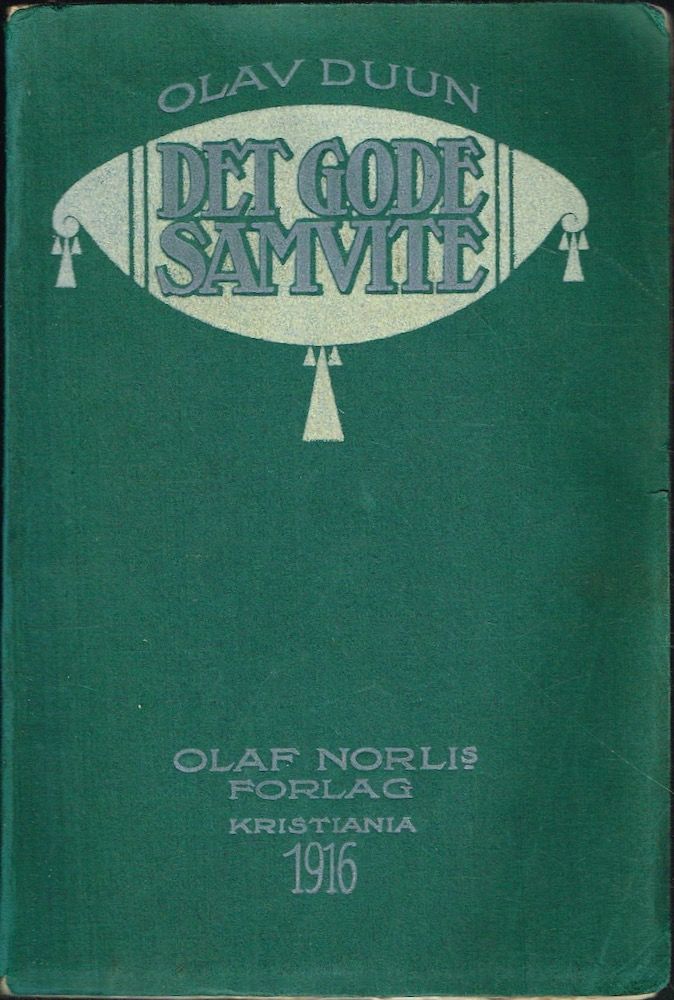 OLAV DUUN
DET GODE
SAMVITE
OLAF NORLIS
FORLAG
KRISTIANIA
1916